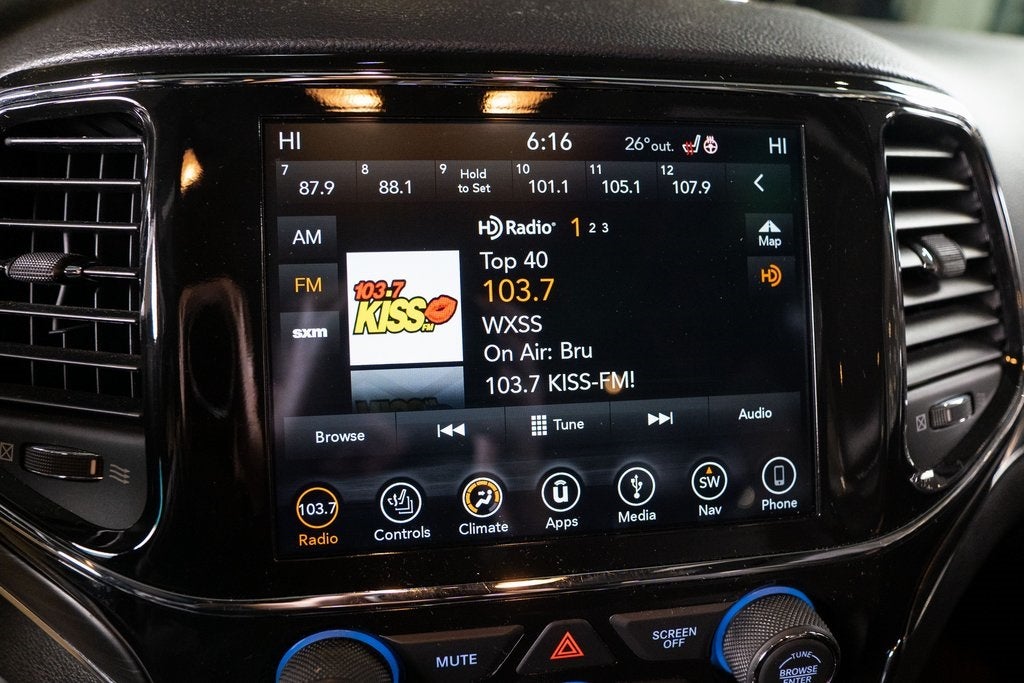 HI 6:16 26° out. HI
7 87.9 8 88.1 9 Hold to Set 10 101.1 11 105.1 12 107.9
AM
FM
sxm
103.7
KISS FM
HD Radio 1 2 3
Top 40
103.7
WXSS
On Air: Bru
103.7 KISS-FM!
Map
HD
Browse Tune Audio
103.7 SW
Radio Controls Climate Apps Media Nav Phone
MUTE
SCREEN
OFF
TUNE
BROWSE
ENTER